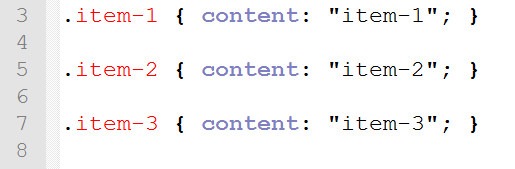 3 .item-1 { content: "item-1"; }
4
5 .item-2 { content: "item-2"; }
6
7 .item-3 { content: "item-3"; }
8